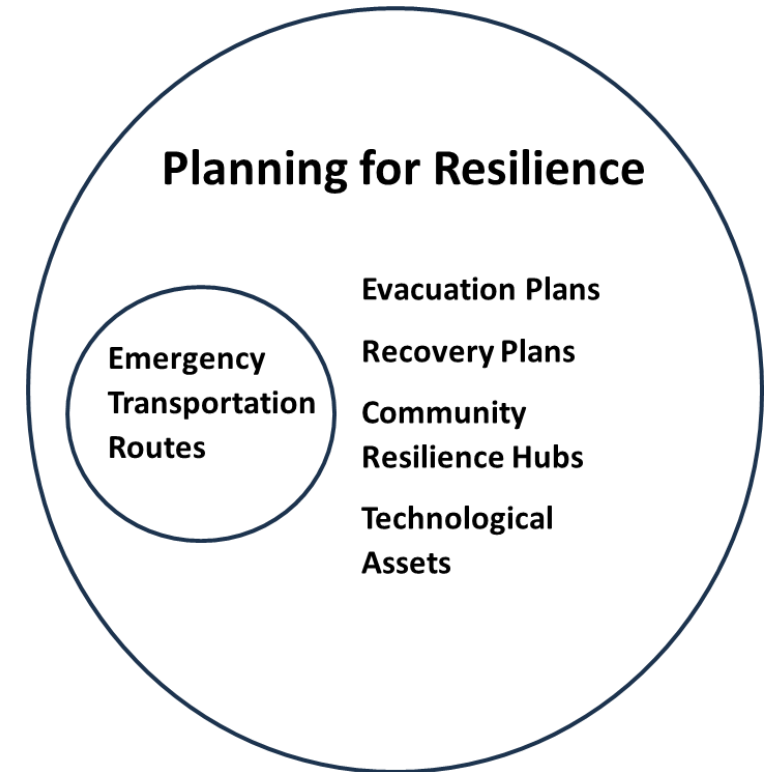 Planning for Resilience
Emergency
Transportation
Routes
Evacuation Plans
Recovery Plans
Community
Resilience Hubs
Technological
Assets